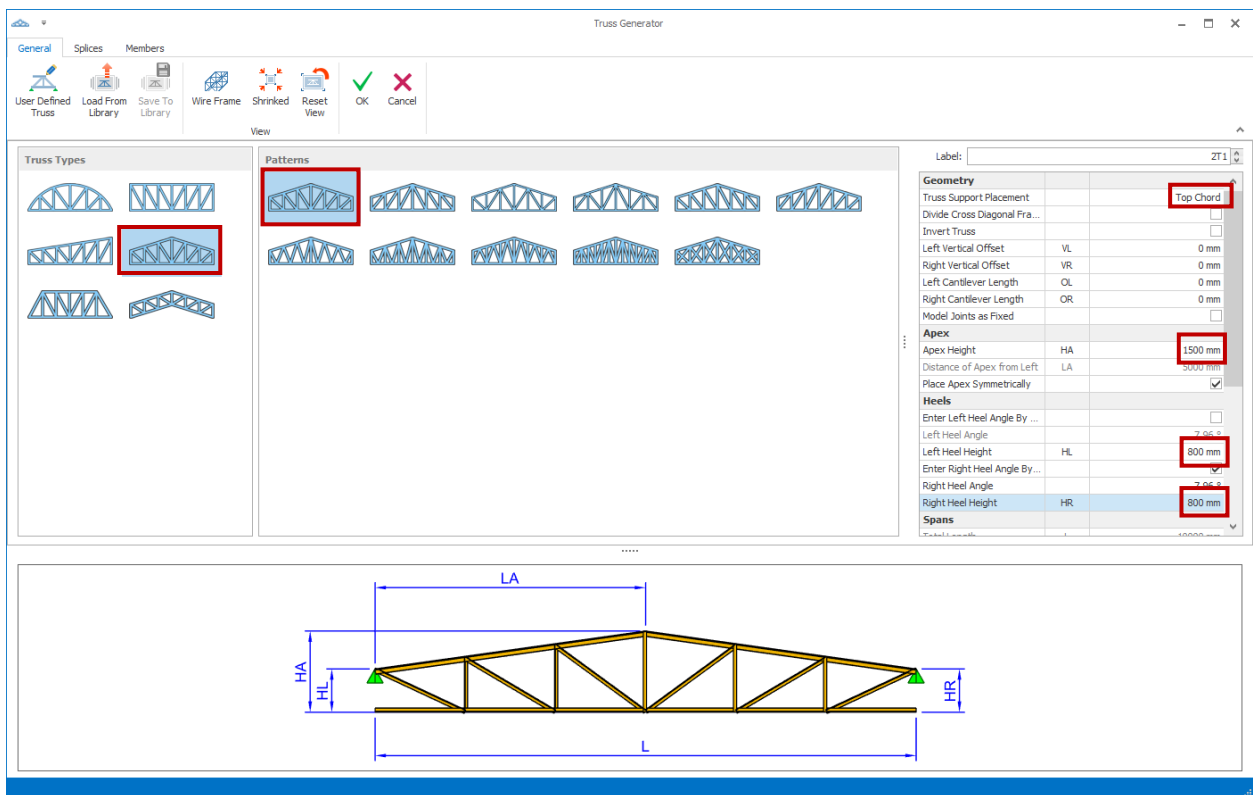 Truss Generator
General Splices Members
User Defined Truss
Load From Library
Save To Library
Wire Frame
Shrinked
Reset View
OK
Cancel
View
Truss Types
Patterns
Label: 2T1
Geometry
Truss Support Placement Top Chord
Divide Cross Diagonal Fra...
Invert Truss
Left Vertical Offset VL 0 mm
Right Vertical Offset VR 0 mm
Left Cantilever Length OL 0 mm
Right Cantilever Length OR 0 mm
Model Joints as Fixed
Apex
Apex Height HA 1500 mm
Distance of Apex from Left LA 5000 mm
Place Apex Symmetrically
Heels
Enter Left Heel Angle By ...
Left Heel Angle 7.96 °
Left Heel Height HL 800 mm
Enter Right Heel Angle By...
Right Heel Angle 7.96 °
Right Heel Height HR 800 mm
Spans
Total Length L 10000 mm
LA
HA
HL
HR
L